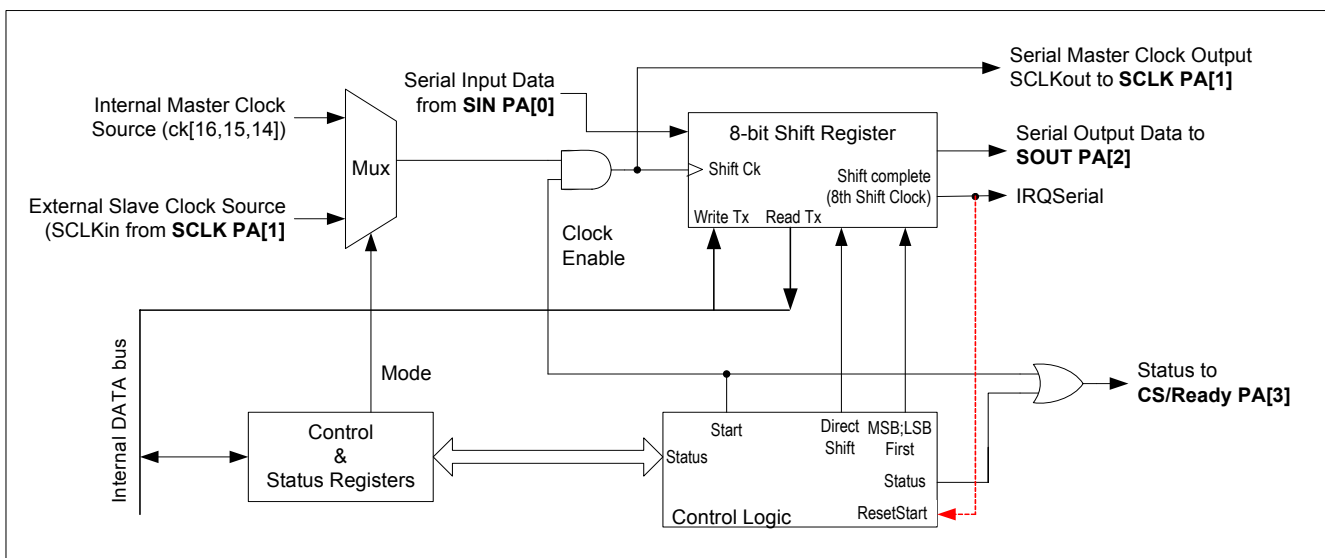 Serial Master Clock Output
SCLKout to SCLK PA[1]
Serial Input Data
from SIN PA[0]
Internal Master Clock
Source (ck[16,15,14])
8-bit Shift Register
Serial Output Data to
SOUT PA[2]
Mux
Shift Ck
Shift complete
(8th Shift Clock)
IRQSerial
External Slave Clock Source
(SCLKin from SCLK PA[1]
Write Tx
Read Tx
Clock
Enable
Internal DATA bus
Mode
Status to
CS/Ready PA[3]
Control
&
Status Registers
Start
Direct
Shift
MSB;LSB
First
Status
Status
ResetStart
Control Logic